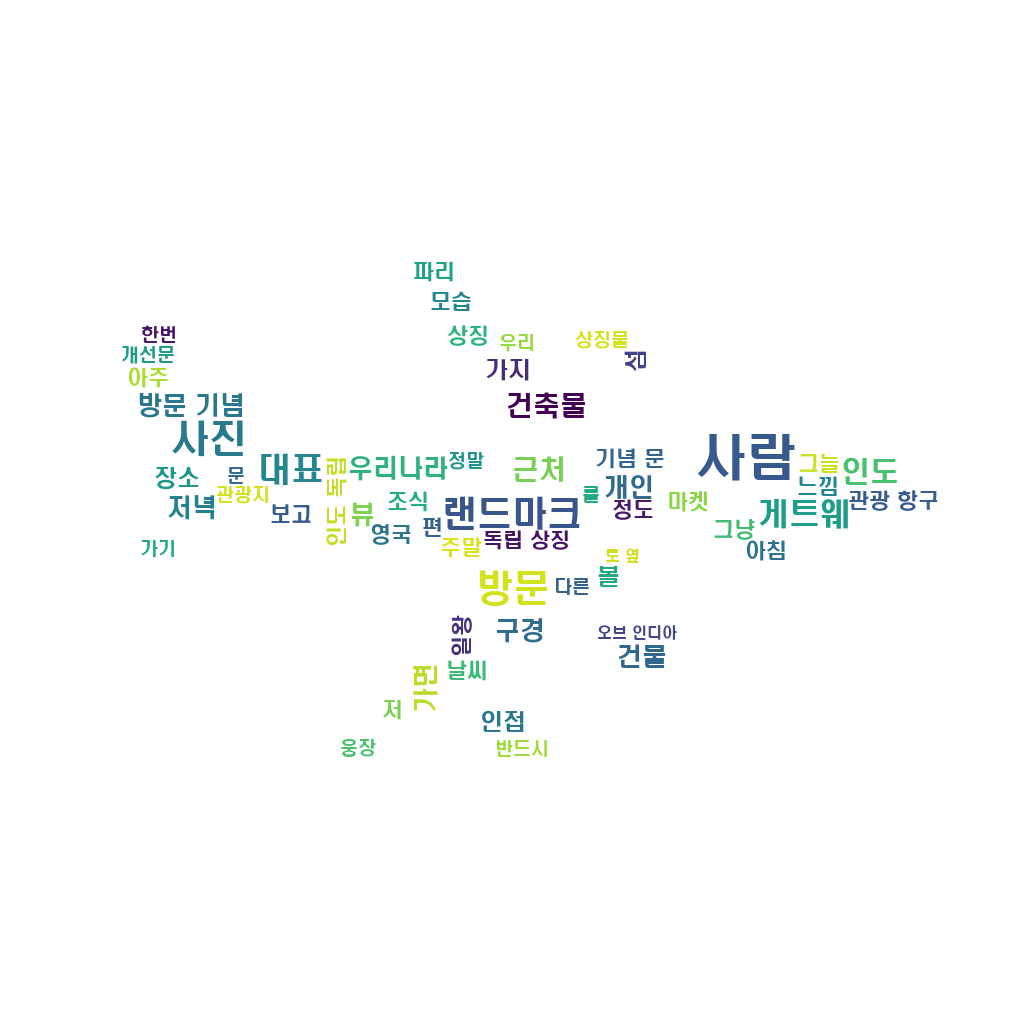 파리
모습
한번
상징
우리
상징물
섬
개선문
가지
아주
방문 기념
건축물
사진
사람
대표
우리나라
정말
근처
기념 문
그늘
인도
장소
문
인도 독립
개인
느낌
관광지
조식
를
마켓
관광 항구
저녁
보고
뷰
랜드마크
정도
게트웨
영국
편
그냥
가기
주말
독립 상징
토 옆
아침
방문
다른
볼
일왕
구경
오브 인디아
건물
가면
날씨
저
인접
웅장
반드시